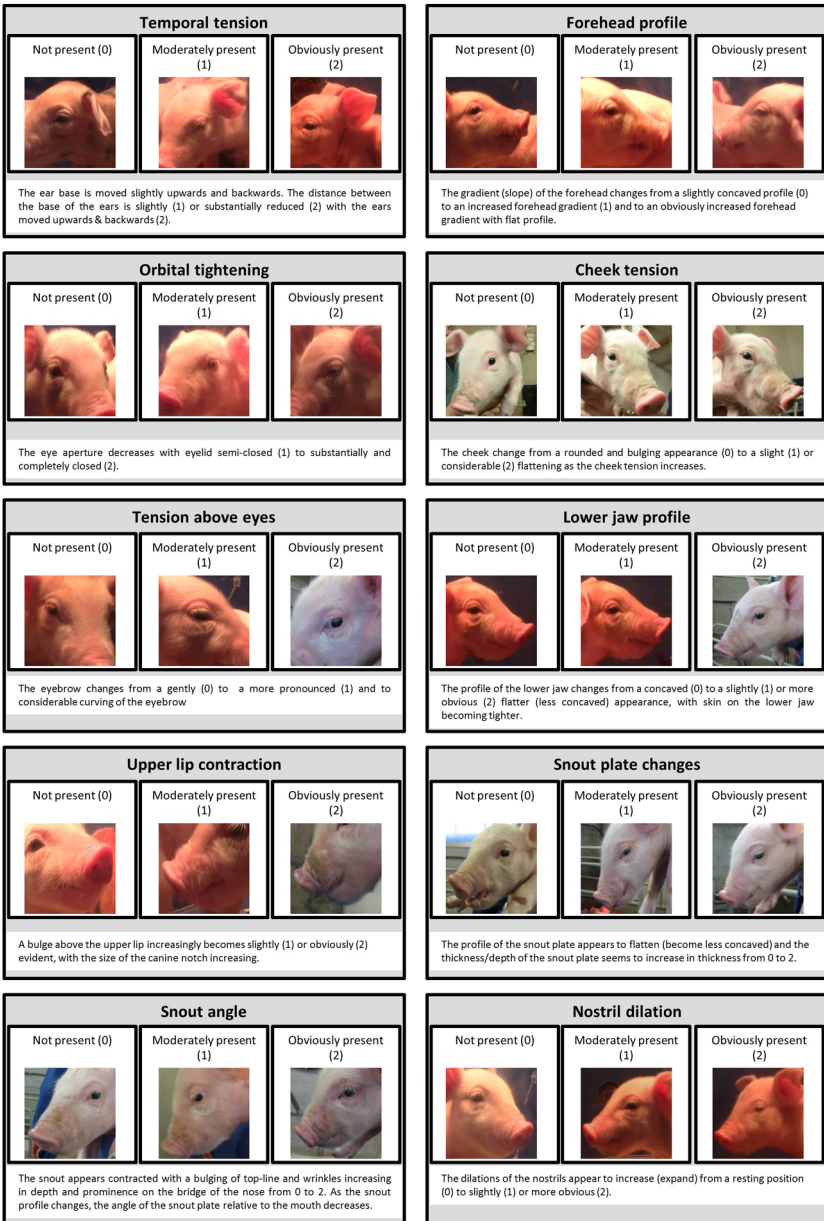 Temporal tension
Not present (0)
Moderately present
(1)
Obviously present
(2)
The ear base is moved slightly upwards and backwards. The distance between
the base of the ears is slightly (1) or substantially reduced (2) with the ears
moved upwards & backwards (2).
Forehead profile
Not present (0)
Moderately present
(1)
Obviously present
(2)
The gradient (slope) of the forehead changes from a slightly concaved profile (0)
to an increased forehead gradient (1) and to an obviously increased forehead
gradient with flat profile.
Orbital tightening
Not present (0)
Moderately present
(1)
Obviously present
(2)
The eye aperture decreases with eyelid semi-closed (1) to substantially and
completely closed (2).
Cheek tension
Not present (0)
Moderately present
(1)
Obviously present
(2)
The cheek change from a rounded and bulging appearance (0) to a slight (1) or
considerable (2) flattening as the cheek tension increases.
Tension above eyes
Not present (0)
Moderately present
(1)
Obviously present
(2)
The eyebrow changes from a gently (0) to a more pronounced (1) and to
considerable curving of the eyebrow
Lower jaw profile
Not present (0)
Moderately present
(1)
Obviously present
(2)
The profile of the lower jaw changes from a concaved (0) to a slightly (1) or more
obvious (2) flatter (less concaved) appearance, with skin on the lower jaw
becoming tighter.
Upper lip contraction
Not present (0)
Moderately present
(1)
Obviously present
(2)
A bulge above the upper lip increasingly becomes slightly (1) or obviously (2)
evident, with the size of the canine notch increasing.
Snout plate changes
Not present (0)
Moderately present
(1)
Obviously present
(2)
The profile of the snout plate appears to flatten (become less concaved) and the
thickness/depth of the snout plate seems to increase in thickness from 0 to 2.
Snout angle
Not present (0)
Moderately present
(1)
Obviously present
(2)
The snout appears contracted with a bulging of top-line and wrinkles increasing
in depth and prominence on the bridge of the nose from 0 to 2. As the snout
profile changes, the angle of the snout plate relative to the mouth decreases.
Nostril dilation
Not present (0)
Moderately present
(1)
Obviously present
(2)
The dilations of the nostrils appear to increase (expand) from a resting position
(0) to slightly (1) or more obvious (2).